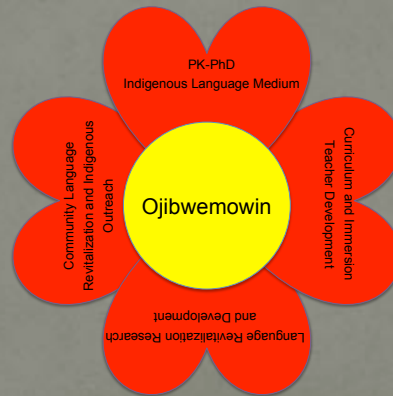 PK-PhD
Indigenous Language Medium
Curriculum and Immersion
Teacher Development
Language Revitalization Research
and Development
Community Language
Revitalization and Indigenous
Outreach
Ojibwemowin